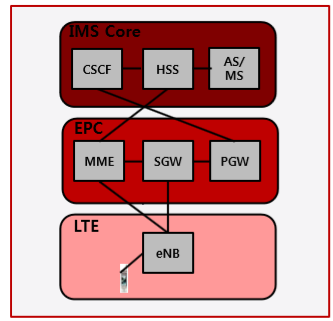 IMS Core
CSCF
HSS
AS/
MS
EPC
MME
SGW
PGW
LTE
eNB